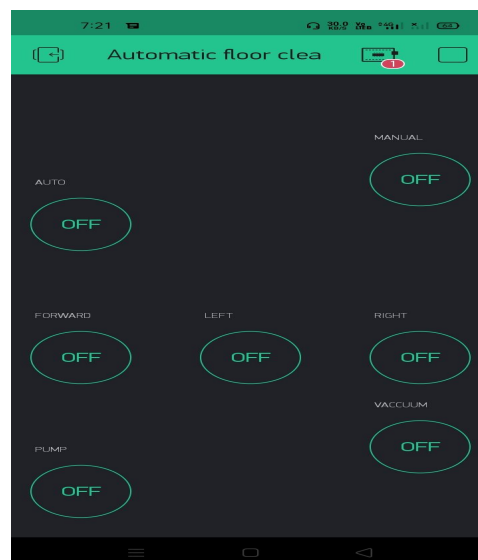 7:21
Automatic floor clea
1
MANUAL
OFF
AUTO
OFF
FORWARD
LEFT
RIGHT
OFF
OFF
OFF
VACCUUM
OFF
PUMP
OFF